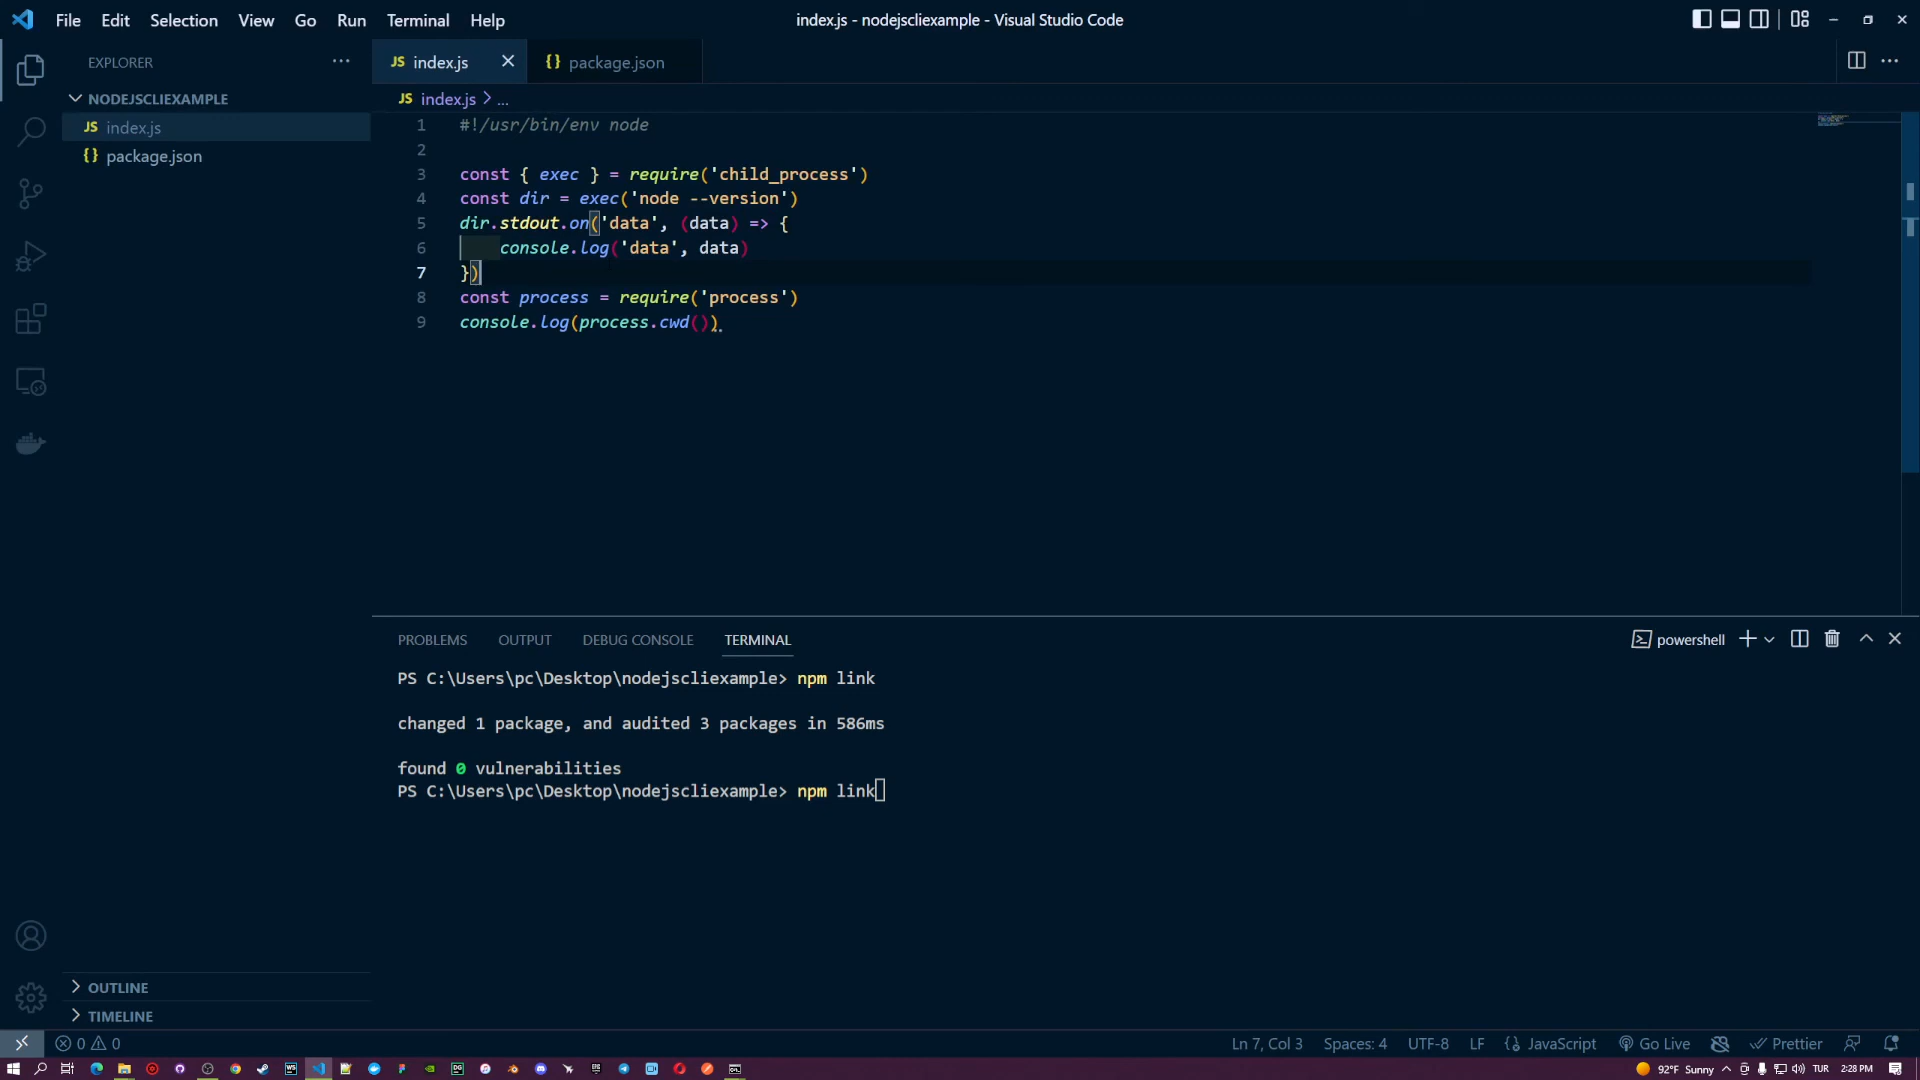 File Edit Selection View Go Run Terminal Help
index.js - nodejscliexample - Visual Studio Code
EXPLORER
JS index.js
{} package.json
NODEJSCLIEXAMPLE
JS index.js > ...
JS index.js
{} package.json
1 #!/usr/bin/env node
2
3 const { exec } = require('child_process')
4 const dir = exec('node --version')
5 dir.stdout.on('data', (data) => {
6 console.log('data', data)
7 })
8 const process = require('process')
9 console.log(process.cwd())
PROBLEMS OUTPUT DEBUG CONSOLE TERMINAL
powershell
PS C:\Users\pc\Desktop\nodejscliexample> npm link
changed 1 package, and audited 3 packages in 586ms
found 0 vulnerabilities
PS C:\Users\pc\Desktop\nodejscliexample> npm link
OUTLINE
TIMELINE
0 0
Ln 7, Col 3 Spaces: 4 UTF-8 LF {} JavaScript Go Live Prettier
WS DG
92°F Sunny TUR 2:28 PM